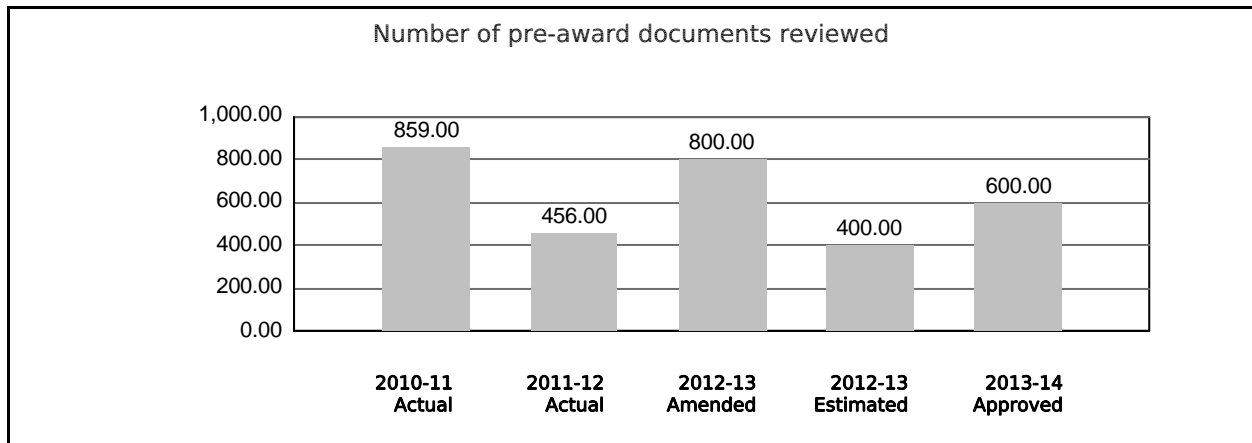 Number of pre-award documents reviewed
1,000.00
800.00
600.00
400.00
200.00
0.00
859.00
456.00
800.00
400.00
600.00
2010-11
Actual
2011-12
Actual
2012-13
Amended
2012-13
Estimated
2013-14
Approved